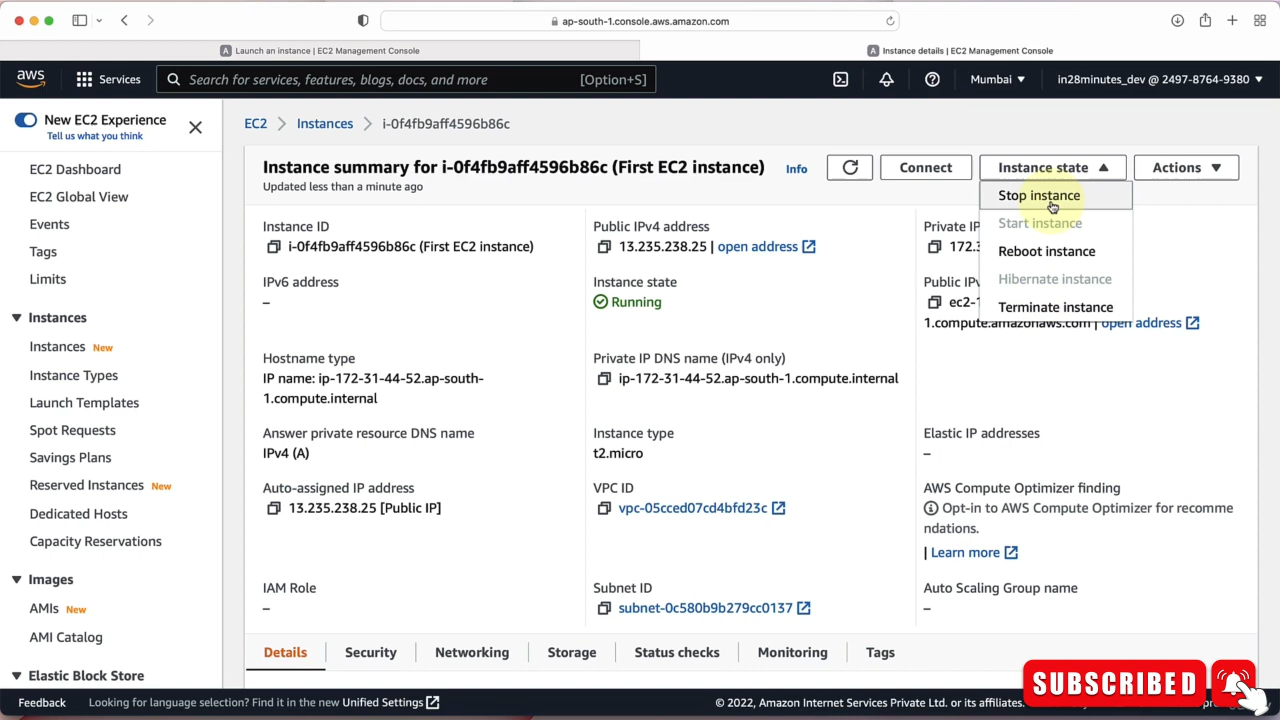 ap-south-1.console.aws.amazon.com
Launch an instance | EC2 Management Console
Instance details | EC2 Management Console
aws
Services
Search for services, features, blogs, docs, and more [Option+S]
Mumbai
in28minutes_dev @ 2497-8764-9380
New EC2 Experience
Tell us what you think
EC2 Dashboard
EC2 Global View
Events
Tags
Limits
Instances
Instances New
Instance Types
Launch Templates
Spot Requests
Savings Plans
Reserved Instances New
Dedicated Hosts
Capacity Reservations
Images
AMIs New
AMI Catalog
Elastic Block Store
EC2 > Instances > i-0f4fb9aff4596b86c
Instance summary for i-0f4fb9aff4596b86c (First EC2 instance) Info
Updated less than a minute ago
Connect
Instance state
Actions
Stop instance
Start instance
Reboot instance
Hibernate instance
Terminate instance
Instance ID
i-0f4fb9aff4596b86c (First EC2 instance)
Public IPv4 address
13.235.238.25 | open address
Private
172.3
IPv6 address
–
Instance state
Running
Public
ec2-1
1.compute.amazonaws.com | open address
Hostname type
IP name: ip-172-31-44-52.ap-south-
1.compute.internal
Private IP DNS name (IPv4 only)
ip-172-31-44-52.ap-south-1.compute.internal
Answer private resource DNS name
IPv4 (A)
Instance type
t2.micro
Elastic IP addresses
–
Auto-assigned IP address
13.235.238.25 [Public IP]
VPC ID
vpc-05cced07cd4bfd23c
AWS Compute Optimizer finding
Opt-in to AWS Compute Optimizer for recomme
ndations.
| Learn more
IAM Role
–
Subnet ID
subnet-0c580b9b279cc0137
Auto Scaling Group name
–
Details
Security
Networking
Storage
Status checks
Monitoring
Tags
SUBSCRIBED
Feedback
Looking for language selection? Find it in the new Unified Settings
© 2022, Amazon Internet Services Private Ltd. or its affiliates.